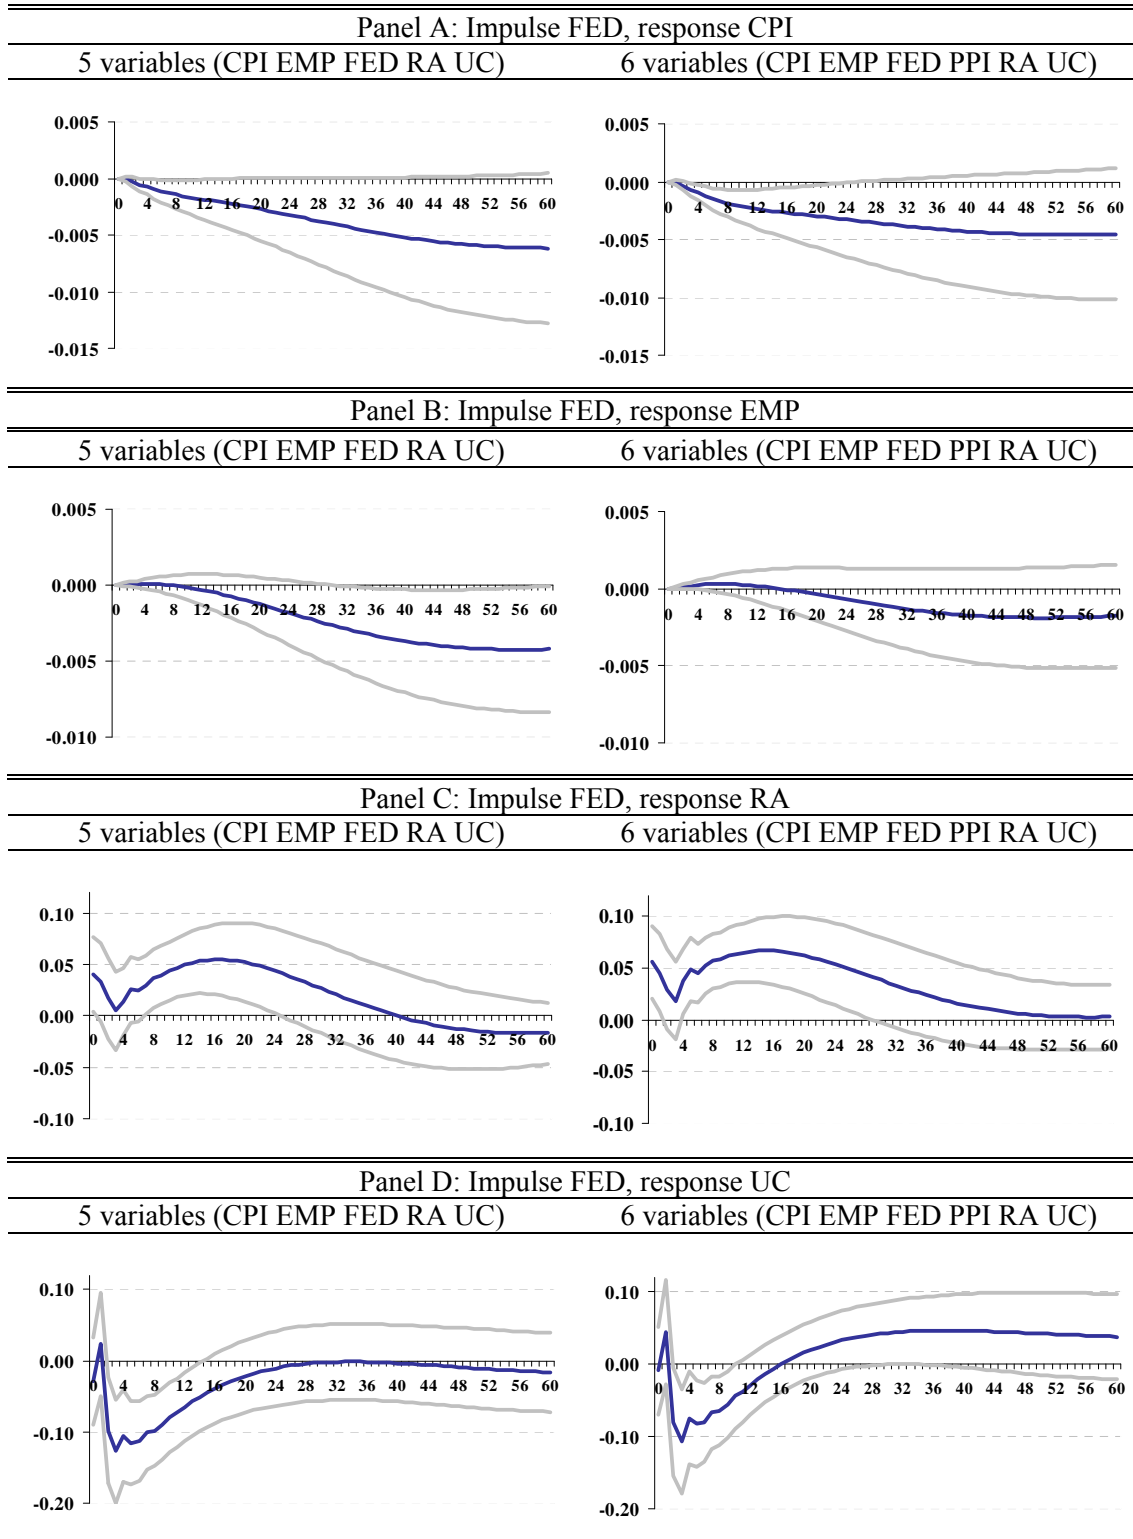 Panel A: Impulse FED, response CPI
5 variables (CPI EMP FED RA UC) 6 variables (CPI EMP FED PPI RA UC)
0.005
0.000
-0.005
-0.010
-0.015
0 4 8 12 16 20 24 28 32 36 40 44 48 52 56 60
0.005
0.000
-0.005
-0.010
-0.015
0 4 8 12 16 20 24 28 32 36 40 44 48 52 56 60
Panel B: Impulse FED, response EMP
5 variables (CPI EMP FED RA UC) 6 variables (CPI EMP FED PPI RA UC)
0.005
0.000
-0.005
-0.010
0 4 8 12 16 20 24 28 32 36 40 44 48 52 56 60
0.005
0.000
-0.005
-0.010
0 4 8 12 16 20 24 28 32 36 40 44 48 52 56 60
Panel C: Impulse FED, response RA
5 variables (CPI EMP FED RA UC) 6 variables (CPI EMP FED PPI RA UC)
0.10
0.05
0.00
-0.05
-0.10
0 4 8 12 16 20 24 28 32 36 40 44 48 52 56 60
0.10
0.05
0.00
-0.05
-0.10
0 4 8 12 16 20 24 28 32 36 40 44 48 52 56 60
Panel D: Impulse FED, response UC
5 variables (CPI EMP FED RA UC) 6 variables (CPI EMP FED PPI RA UC)
0.10
0.00
-0.10
-0.20
0 4 8 12 16 20 24 28 32 36 40 44 48 52 56 60
0.10
0.00
-0.10
-0.20
0 4 8 12 16 20 24 28 32 36 40 44 48 52 56 60